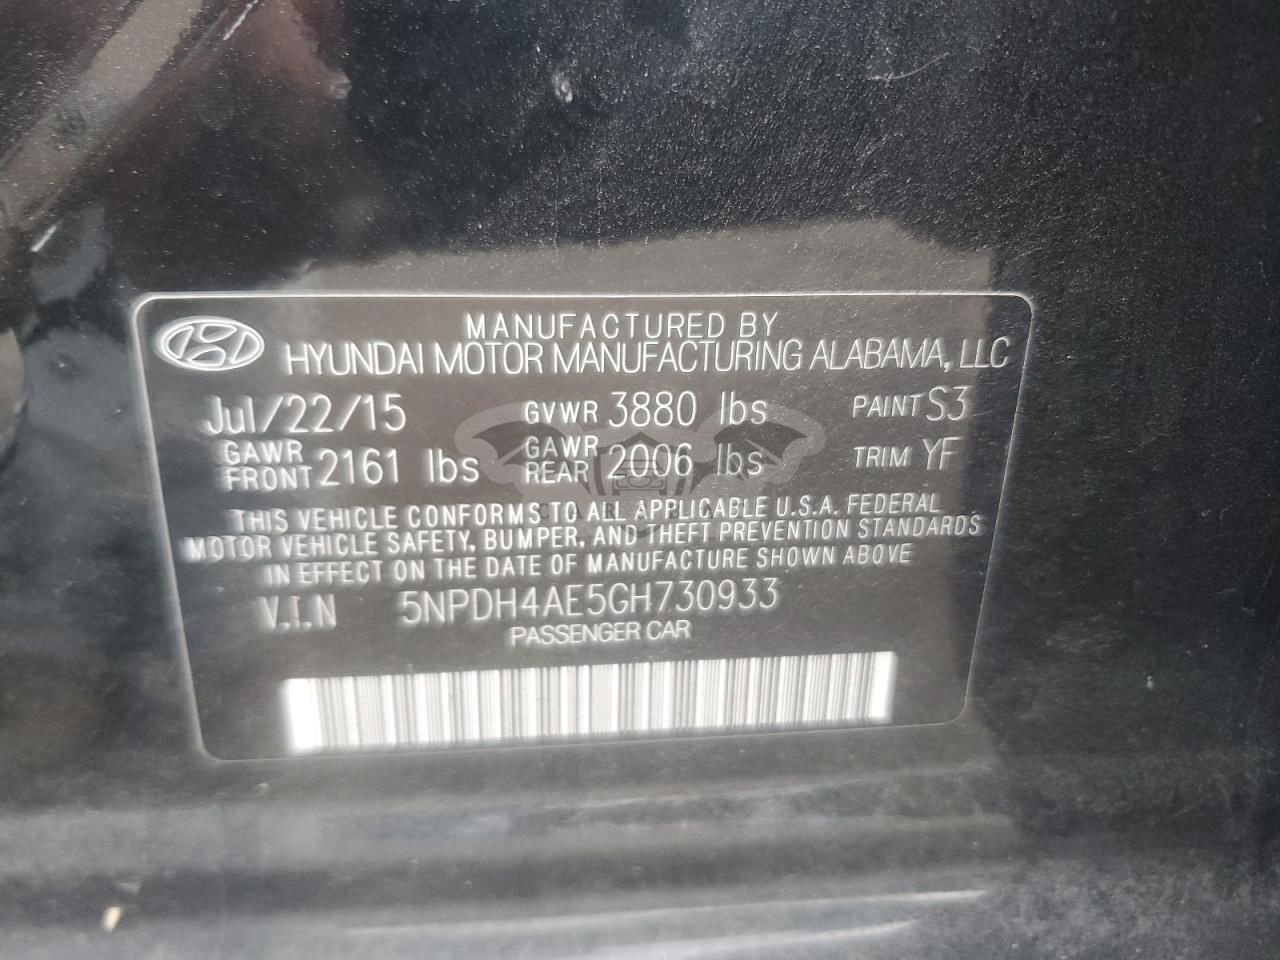 MANUFACTURED BY
HYUNDAI MOTOR MANUFACTURING ALABAMA, LLC
Jul/22/15 GVWR 3880 lbs PAINT S3
GAWR FRONT 2161 lbs GAWR REAR 2006 lbs TRIM YF
THIS VEHICLE CONFORMS TO ALL APPLICABLE U.S.A. FEDERAL
MOTOR VEHICLE SAFETY, BUMPER, AND THEFT PREVENTION STANDARDS
IN EFFECT ON THE DATE OF MANUFACTURE SHOWN ABOVE
V.I.N 5NPDH4AE5GH730933
PASSENGER CAR